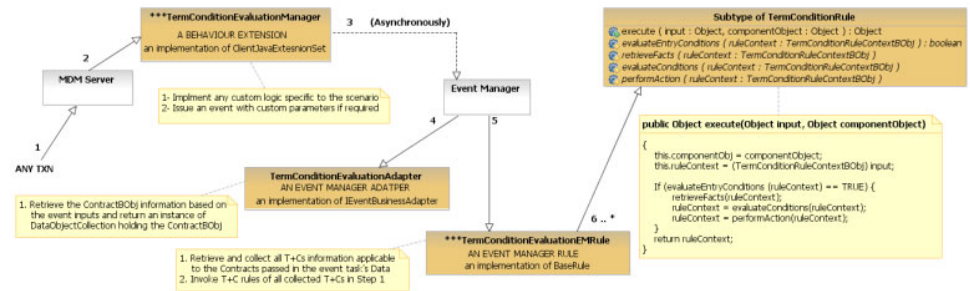 ***TermConditionEvaluationManager
A BEHAVIOUR EXTENSION
an implementation of ClientJavaExtesnionSet
3 (Asynchronously)
2
MDM Server
1- Implment any custom logic specific to the scenario
2- Issue an event with custom parameters if required
Event Manager
1
ANY TXN
4
5
TermConditionEvaluationAdapter
AN EVENT MANAGER ADATPER
an implementation of IEventBusinessAdapter
1. Retrieve the ContractBObj information based on
the event inputs and return an instance of
DataObjectCollection holding the ContractBObj
6 .. *
***TermConditionEvaluationEMRule
AN EVENT MANAGER RULE
an implementation of BaseRule
1. Retrieve and collect all T+Cs information applicable
to the Contracts passed in the event task's Data
2. Invoke T+C rules of all collected T+Cs in Step 1
Subtype of TermConditionRule
execute ( input : Object, componentObject : Object ) : Object
evaluateEntryConditions ( ruleContext : TermConditionRuleContextBObj ) : boolean
retrieveFacts ( ruleContext : TermConditionRuleContextBObj )
evaluateConditions ( ruleContext : TermConditionRuleContextBObj )
performAction ( ruleContext : TermConditionRuleContextBObj )
public Object execute(Object input, Object componentObject)
{
this.componentObj = componentObject;
this.ruleContext = (TermConditionRuleContextBObj) input;
If (evaluateEntryConditions (ruleContext) == TRUE) {
retrieveFacts(ruleContext);
ruleContext = evaluateConditions(ruleContext);
ruleContext = performAction(ruleContext);
}
return ruleContext;
}